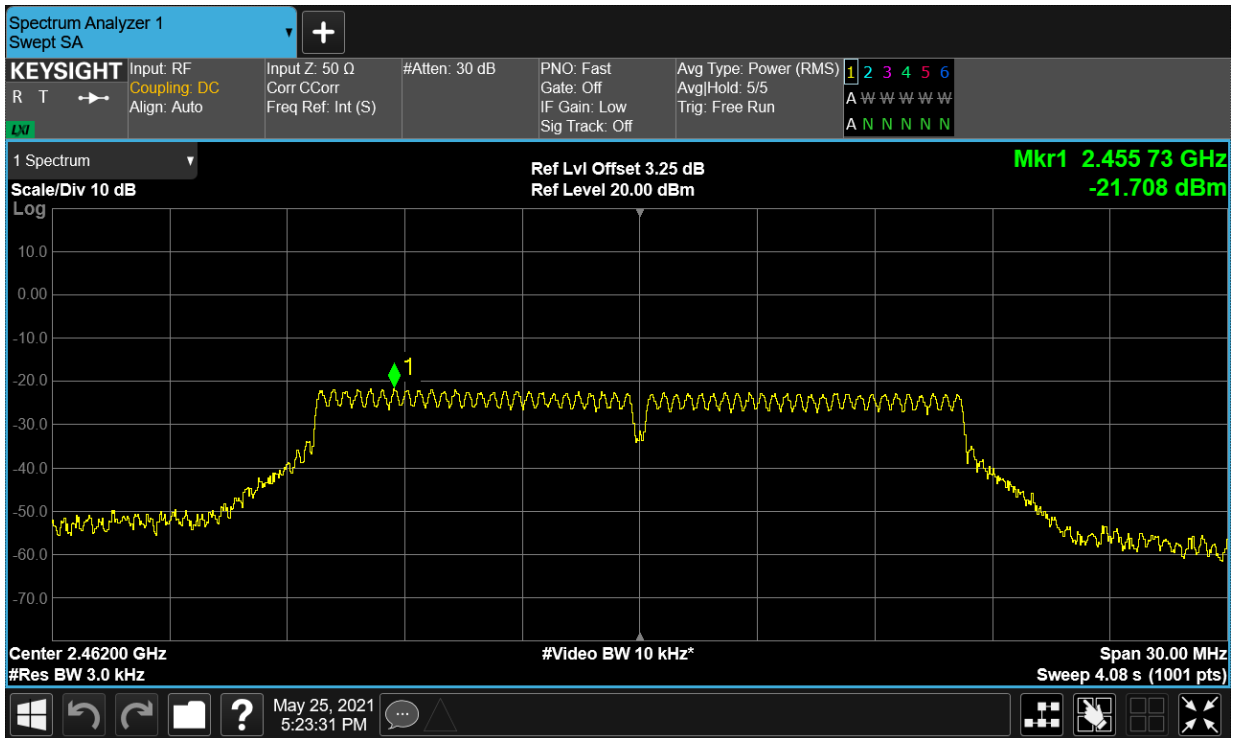 Spectrum Analyzer 1
Swept SA
KEYSIGHT
R T
LXI
Input: RF
Coupling: DC
Align: Auto
Input Z: 50 Ω
Corr CCorr
Freq Ref: Int (S)
#Atten: 30 dB
PNO: Fast
Gate: Off
IF Gain: Low
Sig Track: Off
Avg Type: Power (RMS)
Avg|Hold: 5/5
Trig: Free Run
1 2 3 4 5 6
A W W W W W
A N N N N N
1 Spectrum
Scale/Div 10 dB
Log
Ref Lvl Offset 3.25 dB
Ref Level 20.00 dBm
Mkr1 2.455 73 GHz
-21.708 dBm
10.0
0.00
-10.0
1
-20.0
-30.0
-40.0
-50.0
-60.0
-70.0
Center 2.46200 GHz
#Res BW 3.0 kHz
#Video BW 10 kHz*
Span 30.00 MHz
Sweep 4.08 s (1001 pts)
?
May 25, 2021
5:23:31 PM